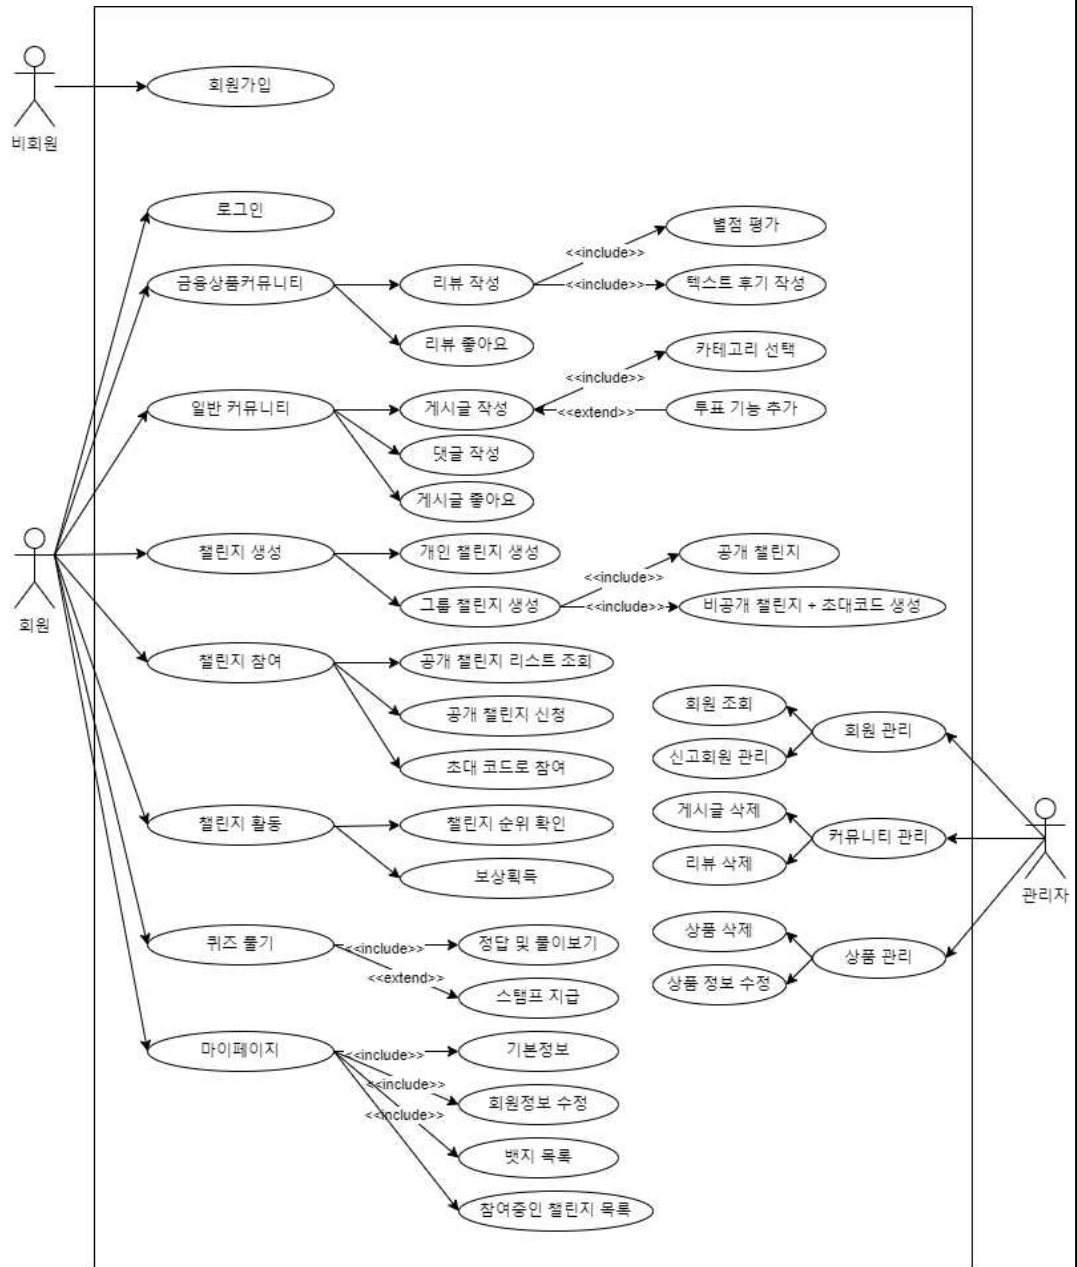 회원가입
비회원
로그인
별점 평가
<<include>>
금융상품커뮤니티
리뷰 작성
<<include>>
텍스트 후기 작성
리뷰 좋아요
카테고리 선택
<<include>>
일반 커뮤니티
게시글 작성
<<extend>>
투표 기능 추가
댓글 작성
게시글 좋아요
회원
챌린지 생성
개인 챌린지 생성
공개 챌린지
<<include>>
그룹 챌린지 생성
<<include>>
비공개 챌린지 + 초대코드 생성
챌린지 참여
공개 챌린지 리스트 조회
공개 챌린지 신청
초대 코드로 참여
회원 조회
회원 관리
신고회원 관리
챌린지 활동
챌린지 순위 확인
보상획득
게시글 삭제
커뮤니티 관리
리뷰 삭제
관리자
퀴즈 풀기
<<include>>
정답 및 풀이보기
<<extend>>
스탬프 지급
상품 삭제
상품 관리
상품 정보 수정
마이페이지
<<include>>
기본정보
<<include>>
회원정보 수정
<<include>>
뱃지 목록
참여중인 챌린지 목록